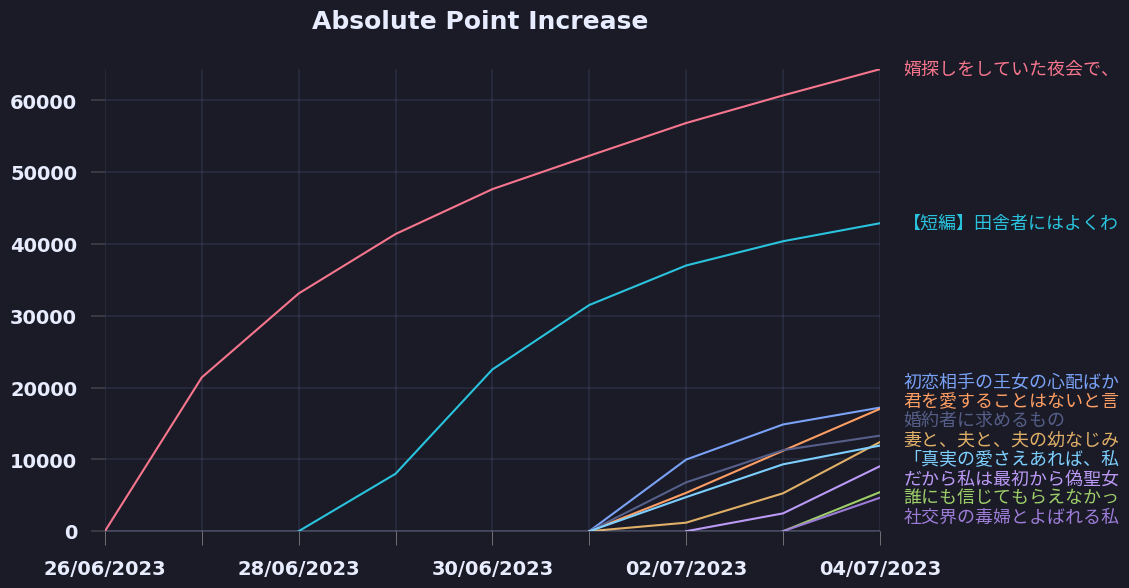 Absolute Point Increase
60000
50000
40000
30000
20000
10000
0
26/06/2023
28/06/2023
30/06/2023
02/07/2023
04/07/2023
婿探しをしていた夜会で、
【短編】田舎者にはよくわ
初恋相手の王女の心配ばか
君を愛することはないと言
婚約者に求めるもの
妻と、夫と、夫の幼なじみ
「真実の愛さえあれば、私
だから私は最初から偽聖女
誰にも信じてもらえなかっ
社交界の毒婦とよばれる私